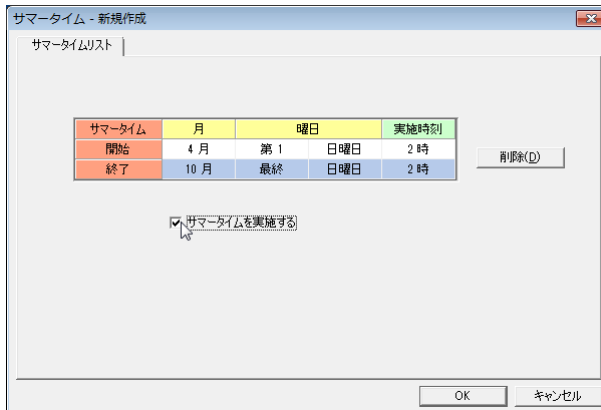 サマータイム - 新規作成
サマータイムリスト
サマータイム 月 曜日 実施時刻
開始 4 月 第 1 日曜日 2 時
終了 10 月 最終 日曜日 2 時
削除(D)
サマータイムを実施する
OK キャンセル